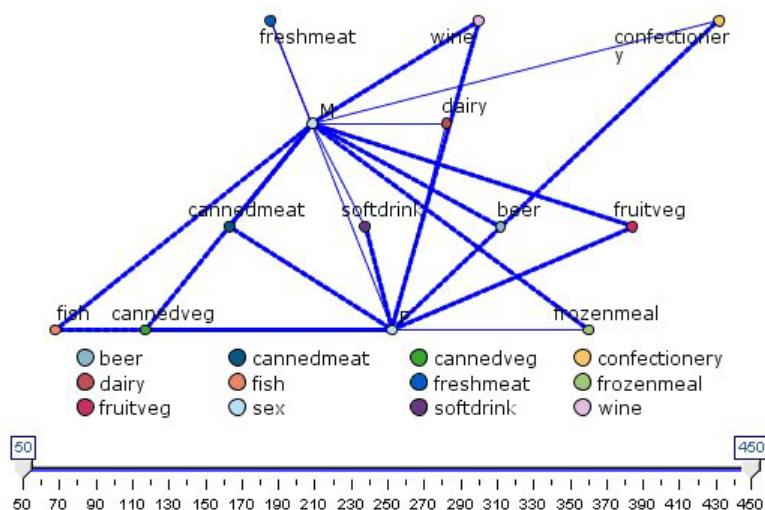 freshmeat
wine
confectioner
y
M
dairy
cannedmeat
softdrink
beer
fruitveg
fish
cannedveg
F
frozenmeal
beer
cannedmeat
cannedveg
confectionery
dairy
fish
freshmeat
frozenmeal
fruitveg
sex
softdrink
wine
50
450
50 70 90 110 130 150 170 190 210 230 250 270 290 310 330 350 370 390 410 430 450